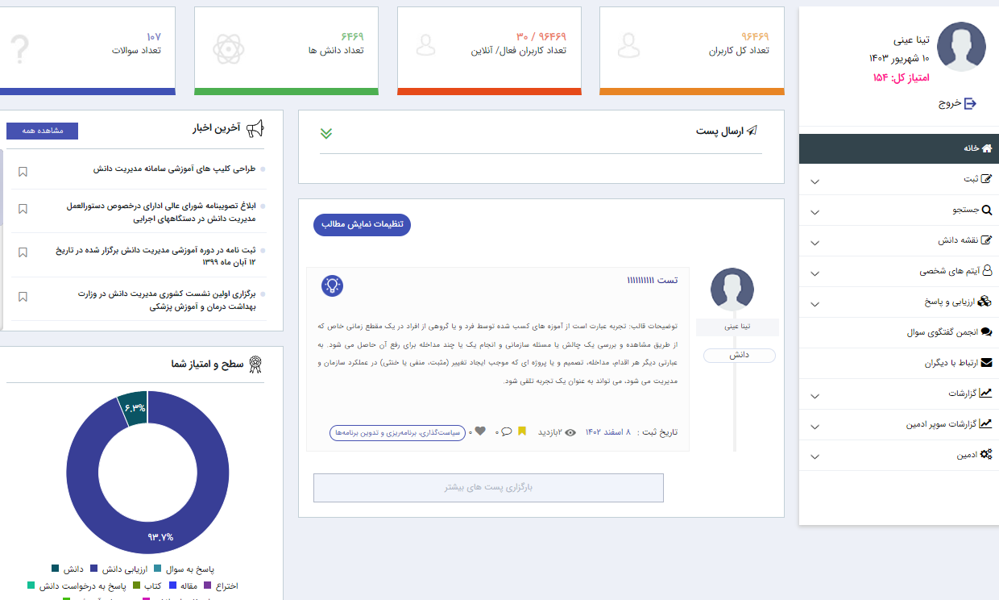 تینا عینی
۱۰ شهریور ۱۴۰۳
امتیاز کل: ۱۵۴
خروج
خانه
ثبت
جستجو
نقشه دانش
آیتم های شخصی
ارزیابی و پاسخ
انجمن گفتگوی سوال
ارتباط با دیگران
گزارشات
گزارشات سوپر ادمین
ادمین
۹۶۴۶۹
تعداد کل کاربران
۹۶۴۶۹ / ۳۰
تعداد کاربران فعال/ آنلاین
۶۴۶۹
تعداد دانش ها
۱۰۷
تعداد سوالات
ارسال پست
تنظیمات نمایش مطالب
تینا عینی
دانش
تست ۱۱۱۱۱۱۱۱۱۱
توضیحات قالب: تجربه عبارت است از آموزه های کسب شده توسط فرد و یا گروهی از افراد در یک مقطع زمانی خاص که
از طریق مشاهده و بررسی یک چالش یا مسئله سازمانی و انجام یک یا چند مداخله برای رفع آن حاصل می شود. به
عبارتی دیگر هر اقدام، مداخله، تصمیم و یا پروژه ای که موجب ایجاد تغییر (مثبت، منفی یا خنثی) در عملکرد سازمان و
مدیریت می شود، می تواند به عنوان یک تجربه تلقی شود.
تاریخ ثبت : ۸ اسفند ۱۴۰۲ ۲بازدید ۰ ۰ سیاست‌گذاری، برنامه‌ریزی و تدوین برنامه‌ها
بارگزاری پست های بیشتر
آخرین اخبار
مشاهده همه
طراحی کلیپ های آموزشی سامانه مدیریت دانش
ابلاغ تصویبنامه شورای عالی ادارای درخصوص دستورالعمل
مدیریت دانش در دستگاههای اجرایی
ثبت نامه در دوره آموزشی مدیریت دانش برگزار شده در تاریخ
۱۲ آبان ماه ۱۳۹۹
برگزاری اولین نشست کشوری مدیریت دانش در وزارت
بهداشت درمان و آموزش پزشکی
سطح و امتیاز شما
۶.۳%
۹۳.۷%
پاسخ به سوال ارزیابی دانش دانش
اختراع مقاله کتاب پاسخ به درخواست دانش